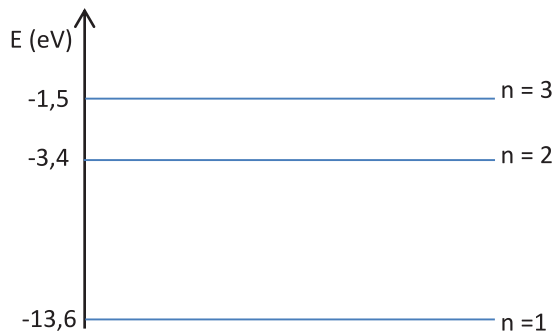 E (eV)
-1,5 n = 3
-3,4 n = 2
-13,6 n =1